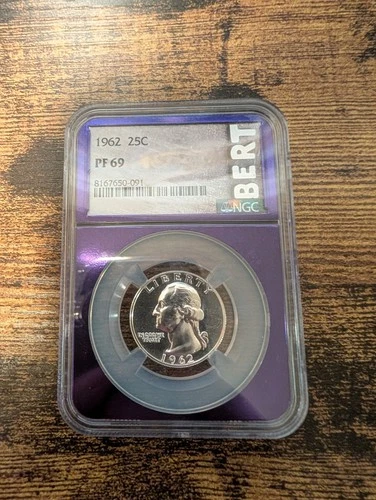 1962 25C
PF 69
8167650-091
BERT
NGC
LIBERTY
IN GOD WE
TRUST
1962